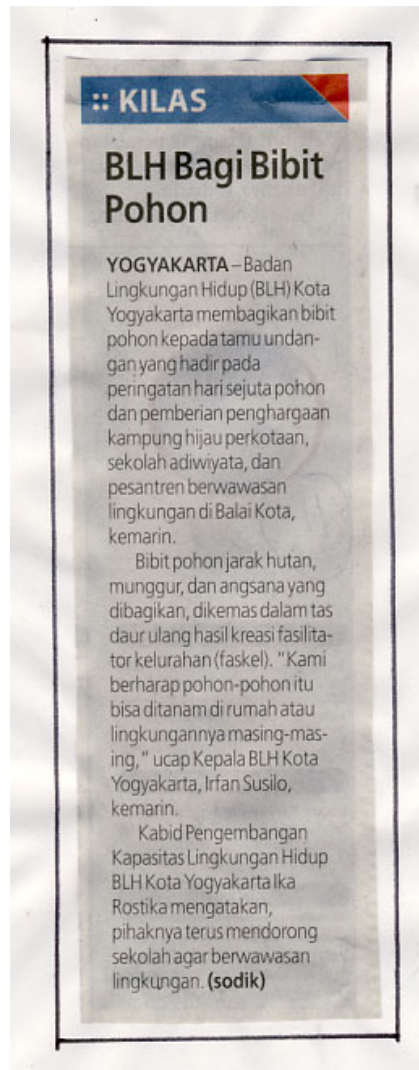 :: KILAS
BLH Bagi Bibit
Pohon
YOGYAKARTA – Badan
Lingkungan Hidup (BLH) Kota
Yogyakarta membagikan bibit
pohon kepada tamu undan-
gan yang hadir pada
peringatan hari sejuta pohon
dan pemberian penghargaan
kampung hijau perkotaan,
sekolah adiwiyata, dan
pesantren berwawasan
lingkungan di Balai Kota,
kemarin.
Bibit pohon jarak hutan,
munggur, dan angsana yang
dibagikan, dikemas dalam tas
daur ulang hasil kreasi fasilita-
tor kelurahan (faskel). “Kami
berharap pohon-pohon itu
bisa ditanam di rumah atau
lingkungannya masing-mas-
ing,” ucap Kepala BLH Kota
Yogyakarta, Irfan Susilo,
kemarin.
Kabid Pengembangan
Kapasitas Lingkungan Hidup
BLH Kota Yogyakarta Ika
Rostika mengatakan,
pihaknya terus mendorong
sekolah agar berwawasan
lingkungan. (sodik)